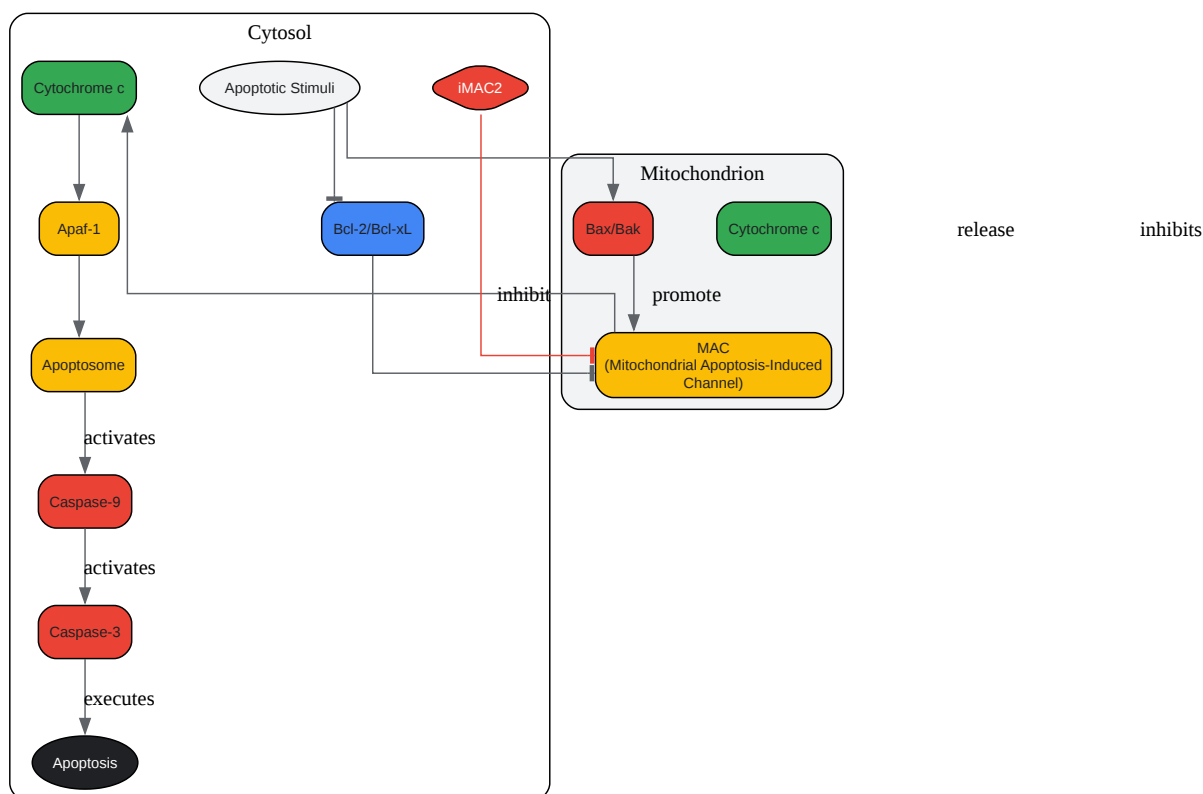 Cytosol
Cytochrome c
Apoptotic Stimuli
iMAC2
Mitochondrion
Apaf-1
Bcl-2/Bcl-xL
Bax/Bak
Cytochrome c
release
inhibits
inhibit
promote
Apoptosome
MAC
(Mitochondrial Apoptosis-Induced
Channel)
activates
Caspase-9
activates
Caspase-3
executes
Apoptosis